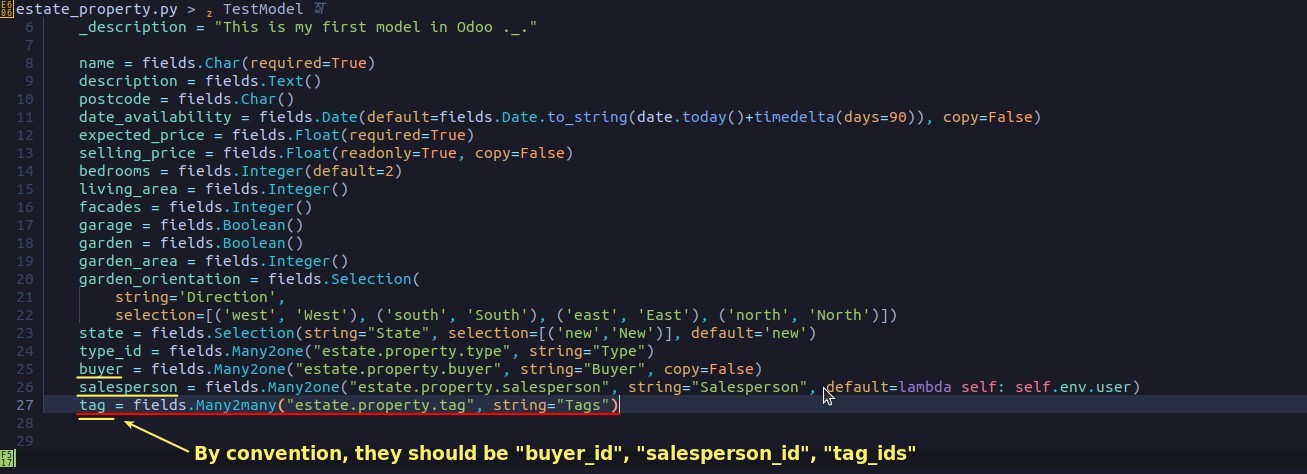 estate_property.py > TestModel
6 _description = "This is my first model in Odoo ._."
7
8 name = fields.Char(required=True)
9 description = fields.Text()
10 postcode = fields.Char()
11 date_availability = fields.Date(default=fields.Date.to_string(date.today()+timedelta(days=90)), copy=False)
12 expected_price = fields.Float(required=True)
13 selling_price = fields.Float(readonly=True, copy=False)
14 bedrooms = fields.Integer(default=2)
15 living_area = fields.Integer()
16 facades = fields.Integer()
17 garage = fields.Boolean()
18 garden = fields.Boolean()
19 garden_area = fields.Integer()
20 garden_orientation = fields.Selection(
21 string='Direction',
22 selection=[('west', 'West'), ('south', 'South'), ('east', 'East'), ('north', 'North')])
23 state = fields.Selection(string="State", selection=[('new','New')], default='new')
24 type_id = fields.Many2one("estate.property.type", string="Type")
25 buyer = fields.Many2one("estate.property.buyer", string="Buyer", copy=False)
26 salesperson = fields.Many2one("estate.property.salesperson", string="Salesperson", default=lambda self: self.env.user)
27 tag = fields.Many2many("estate.property.tag", string="Tags")
28
29
By convention, they should be "buyer_id", "salesperson_id", "tag_ids"